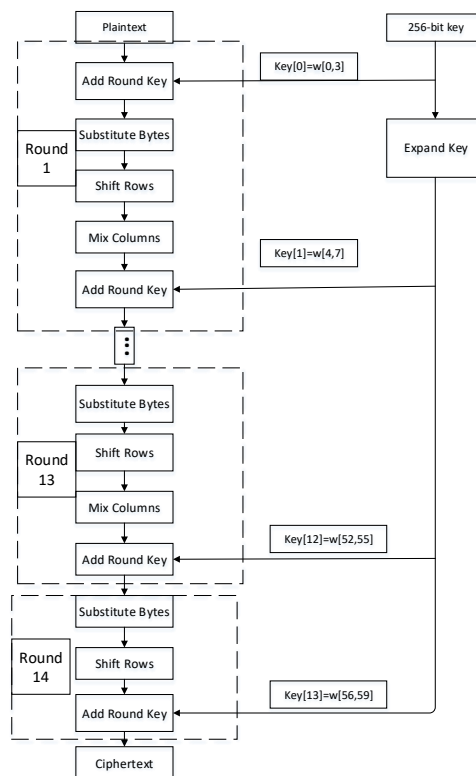 Plaintext
256-bit key
Key[0]=w[0,3]
Add Round Key
Substitute Bytes
Expand Key
Round
1
Shift Rows
Mix Columns
Key[1]=w[4,7]
Add Round Key
Substitute Bytes
Round
13
Shift Rows
Mix Columns
Key[12]=w[52,55]
Add Round Key
Substitute Bytes
Round
14
Shift Rows
Key[13]=w[56,59]
Add Round Key
Ciphertext